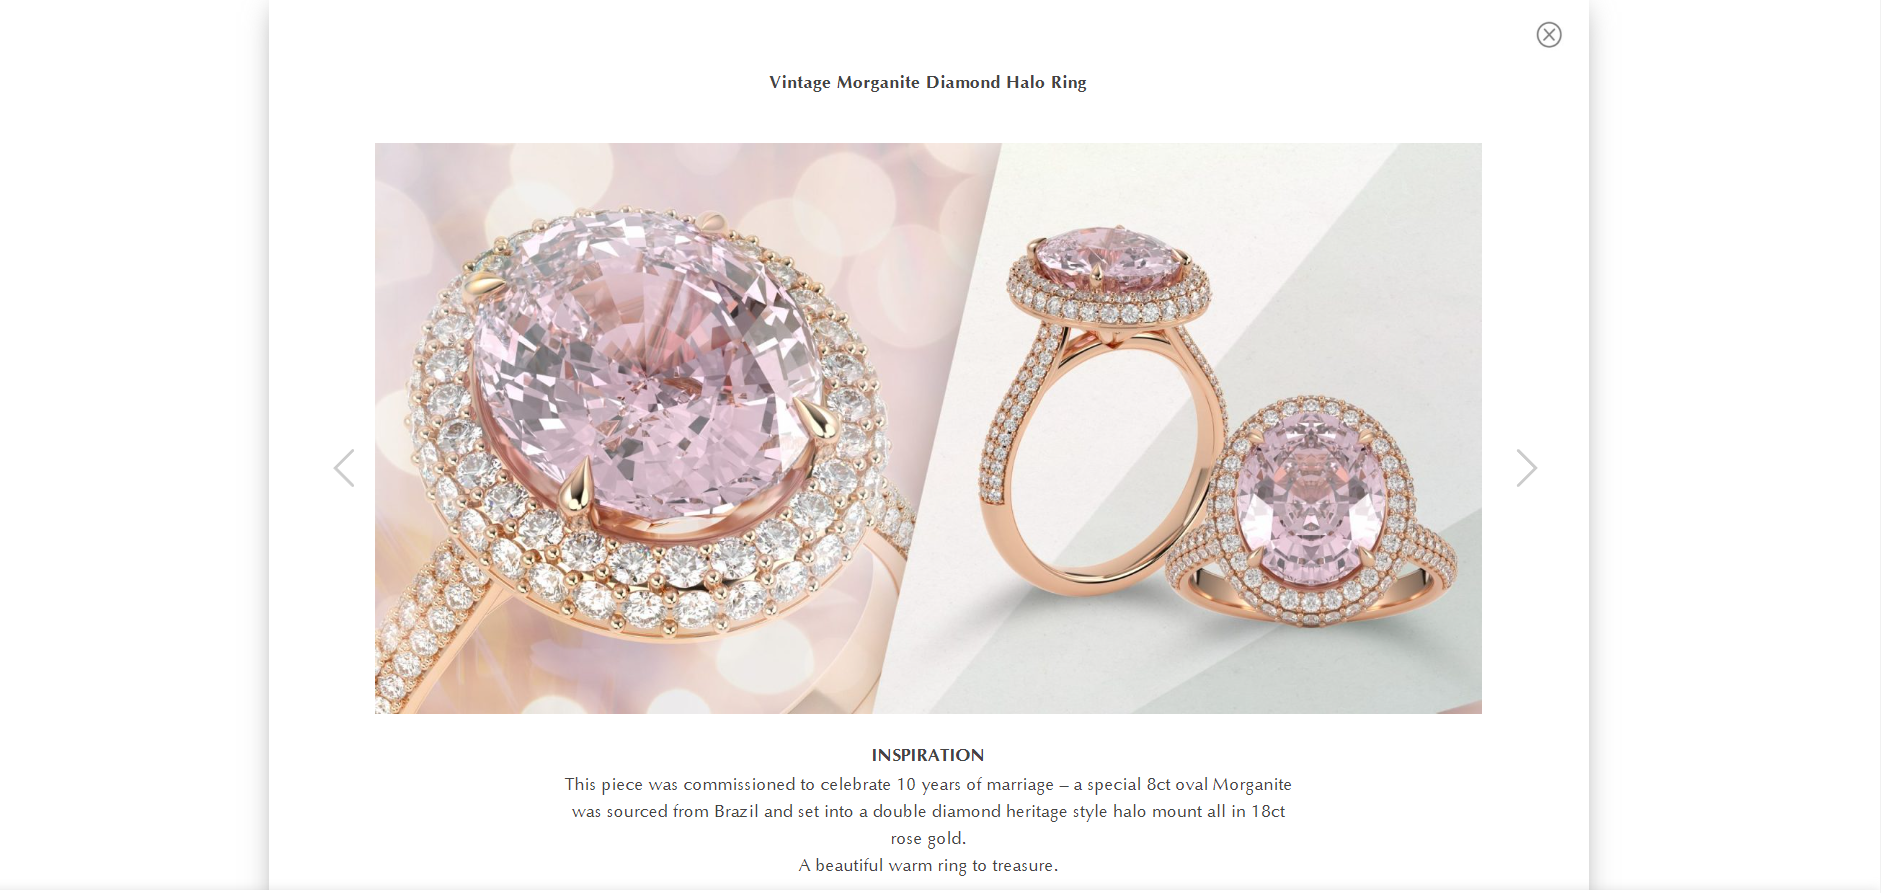 Vintage Morganite Diamond Halo Ring
INSPIRATION
This piece was commissioned to celebrate 10 years of marriage – a special 8ct oval Morganite
was sourced from Brazil and set into a double diamond heritage style halo mount all in 18ct
rose gold.
A beautiful warm ring to treasure.